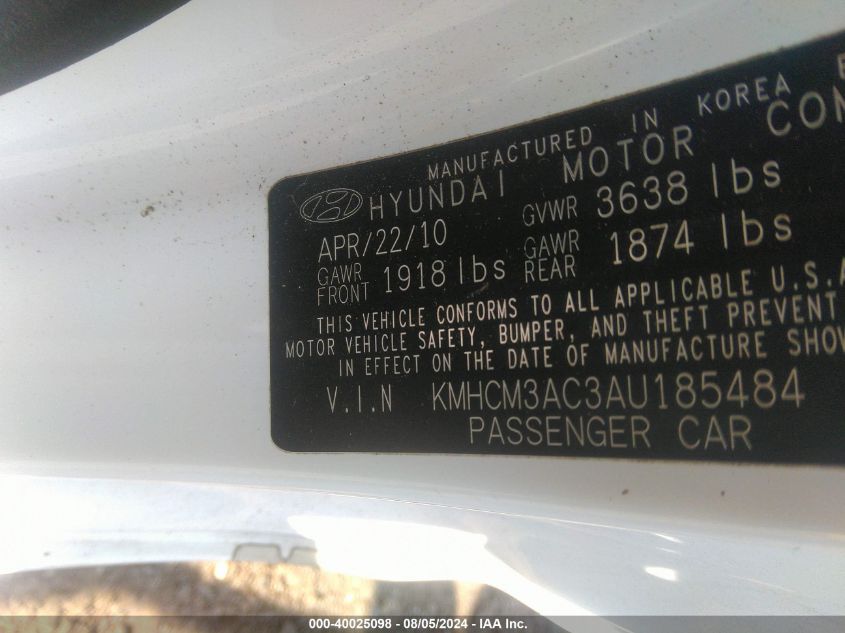 MANUFACTURED IN KOREA
HYUNDAI MOTOR
APR/22/10 GVWR 3638 lbs
GAWR FRONT 1918 lbs GAWR REAR 1874 lbs
THIS VEHICLE CONFORMS TO ALL APPLICABLE U.S.A
MOTOR VEHICLE SAFETY, BUMPER, AND THEFT PREVENT
IN EFFECT ON THE DATE OF MANUFACTURE SHOW
V.I.N KMHCM3AC3AU185484
PASSENGER CAR
000-40025098 - 08/05/2024 - IAA Inc.